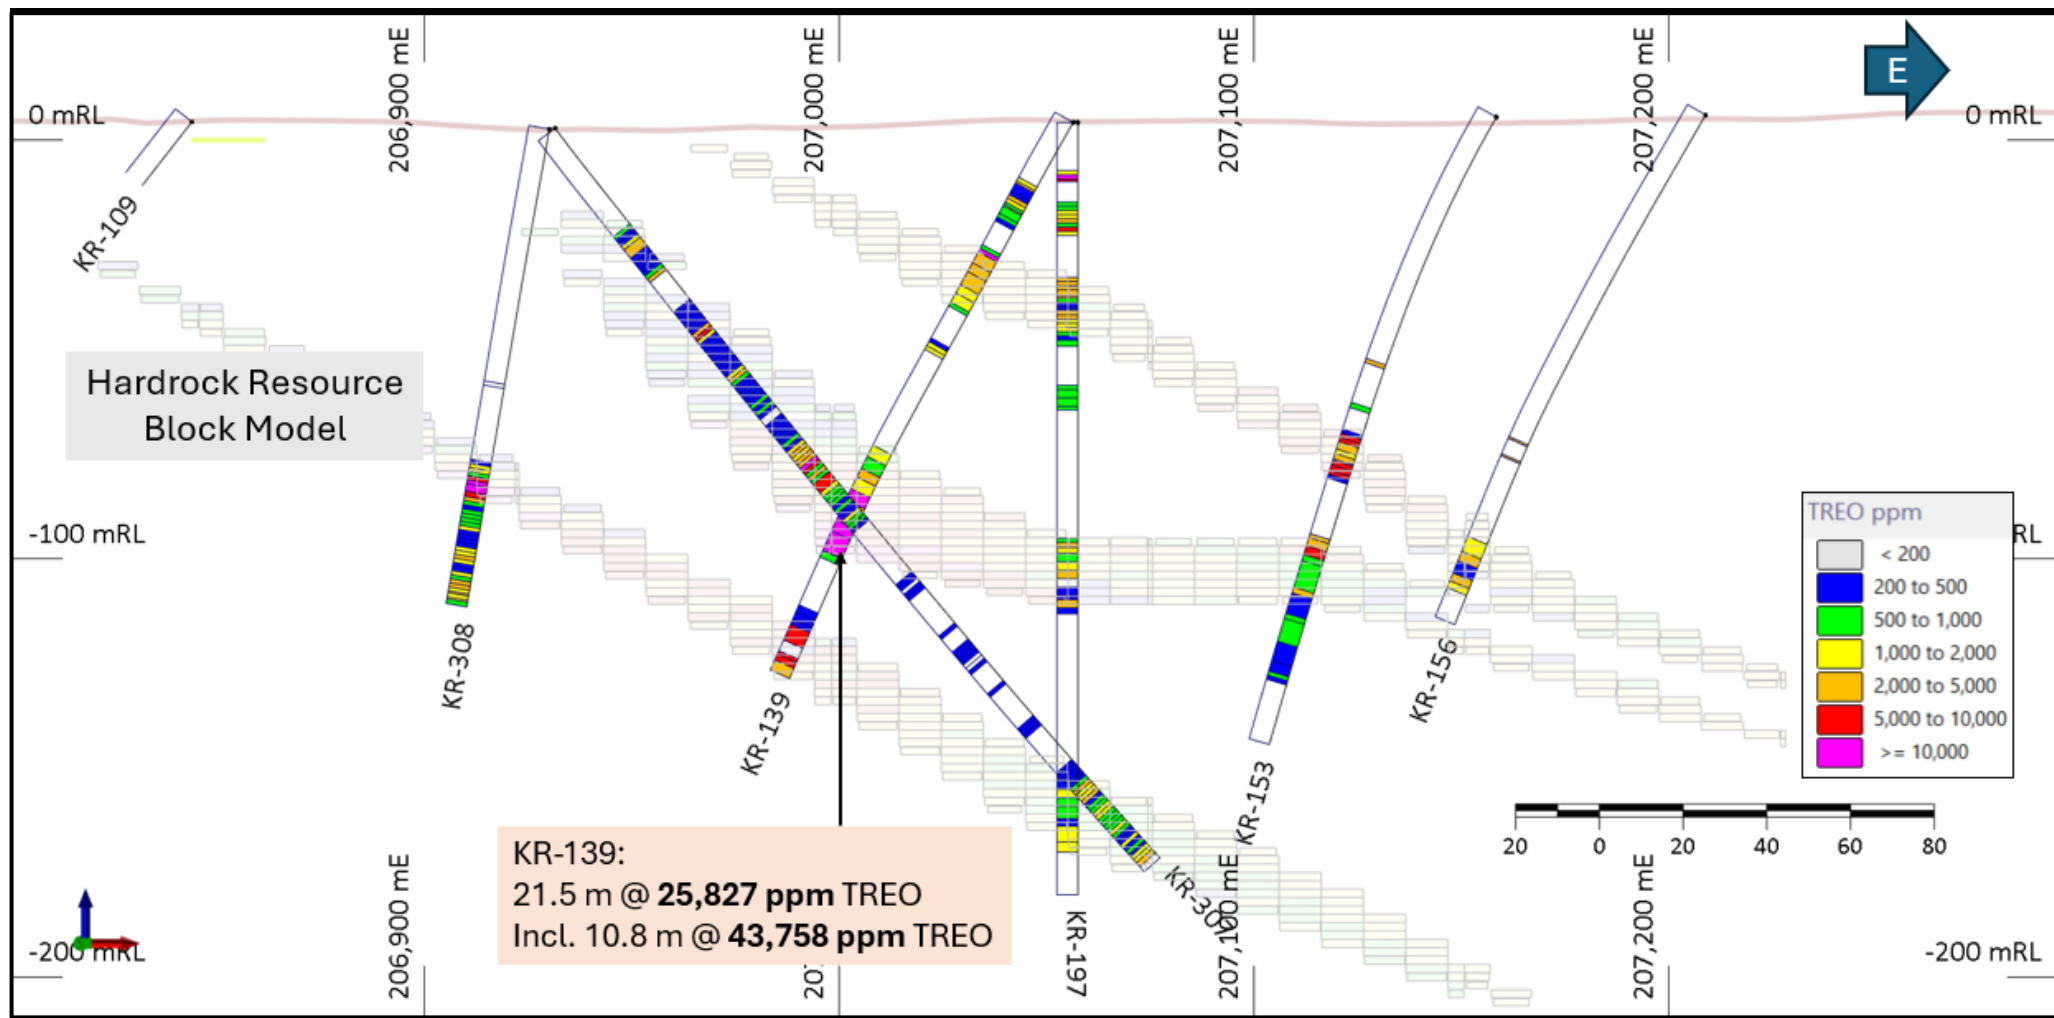 206,900 mE
207,000 mE
207,100 mE
207,200 mE
E
0 mRL
0 mRL
KR-109
Hardrock Resource
Block Model
-100 mRL
RL
TREO ppm
< 200
200 to 500
500 to 1,000
1,000 to 2,000
2,000 to 5,000
5,000 to 10,000
>= 10,000
KR-308
KR-139
KR-156
KR-153
20 0 20 40 60 80
KR-139:
21.5 m @ 25,827 ppm TREO
Incl. 10.8 m @ 43,758 ppm TREO
KR-197
206,900 mE
207,100 mE
207,200 mE
-200 mRL
-200 mRL